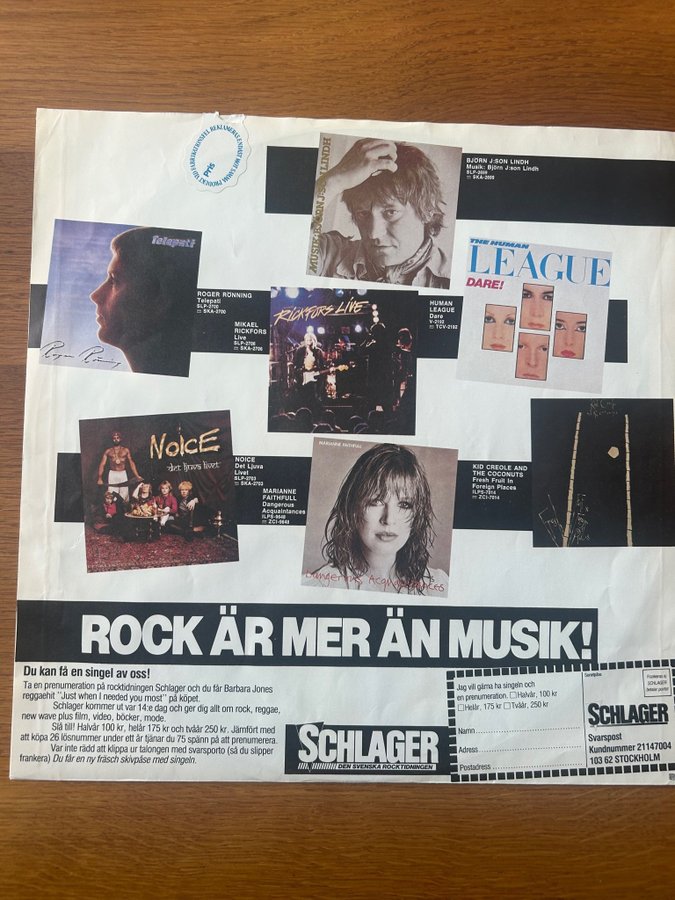 Pris
BJÖRN J:SON LINDH
Musik: Björn J:son Lindh
SLP-2699
SKA-2699
MUSIK: BJÖRN J:SON LINDH
Telepati
Roger Rönning
ROGER RÖNNING
Telepati
SLP-2700
SKA-2700
MIKAEL
RICKFORS
Live
SLP-2706
SKA-2706
RICKFORS LIVE
HUMAN
LEAGUE
Dare
V-2192
TCV-2192
THE HUMAN
LEAGUE
DARE!
NOICE
det ljuva livet
NOICE
Det Ljuva
Livet
SLP-2703
SKA-2703
MARIANNE
FAITHFULL
Dangerous
Acquaintances
ILPS-9648
ZCI-9648
MARIANNE FAITHFULL
Dangerous Acquaintances
KID CREOLE AND
THE COCONUTS
Fresh Fruit In
Foreign Places
ILPS-7014
ZCI-7014
ROCK ÄR MER ÄN MUSIK!
Du kan få en singel av oss!
Ta en prenumeration på rocktidningen Schlager och du får Barbara Jones
reggaehit "Just when I needed you most" på köpet.
Schlager kommer ut var 14:e dag och ger dig allt om rock, reggae,
new wave plus film, video, böcker, mode.
Slå till! Halvår 100 kr, helår 175 kr och tvåår 250 kr. Jämfört med
att köpa 26 lösnummer under ett år tjänar du 75 spänn på att prenumerera.
Var inte rädd att klippa ur talongen med svarsporto (så du slipper
frankera) Du får en ny fräsch skivpåse med singeln.
SCHLAGER
DEN SVENSKA ROCKTIDNINGEN
Jag vill gärna ha singeln och
en prenumeration. ☐ Halvår, 100 kr
☐ Helår, 175 kr ☐ Tvåår, 250 kr
Namn
Adress
Postadress
Frankeras ej
SCHLAGER
betalar portot
SCHLAGER
Svarspost
Kundnummer 21147004
103 62 STOCKHOLM